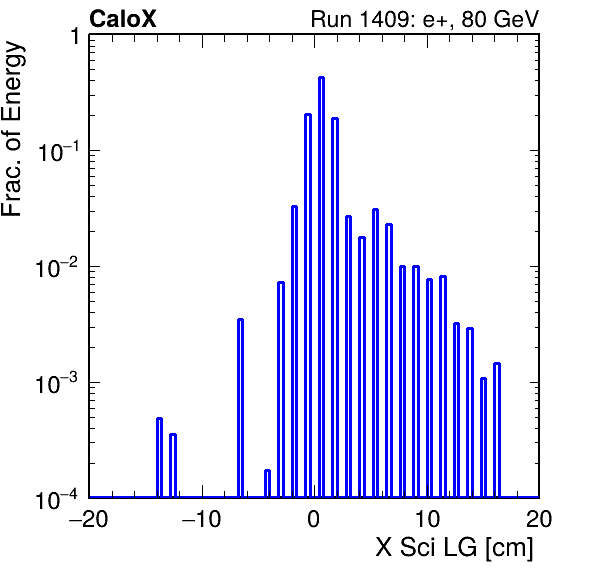 CaloX Run 1409: e+, 80 GeV
Frac. of Energy
1
10⁻¹
10⁻²
10⁻³
10⁻⁴
−20 −10 0 10 20
X Sci LG [cm]